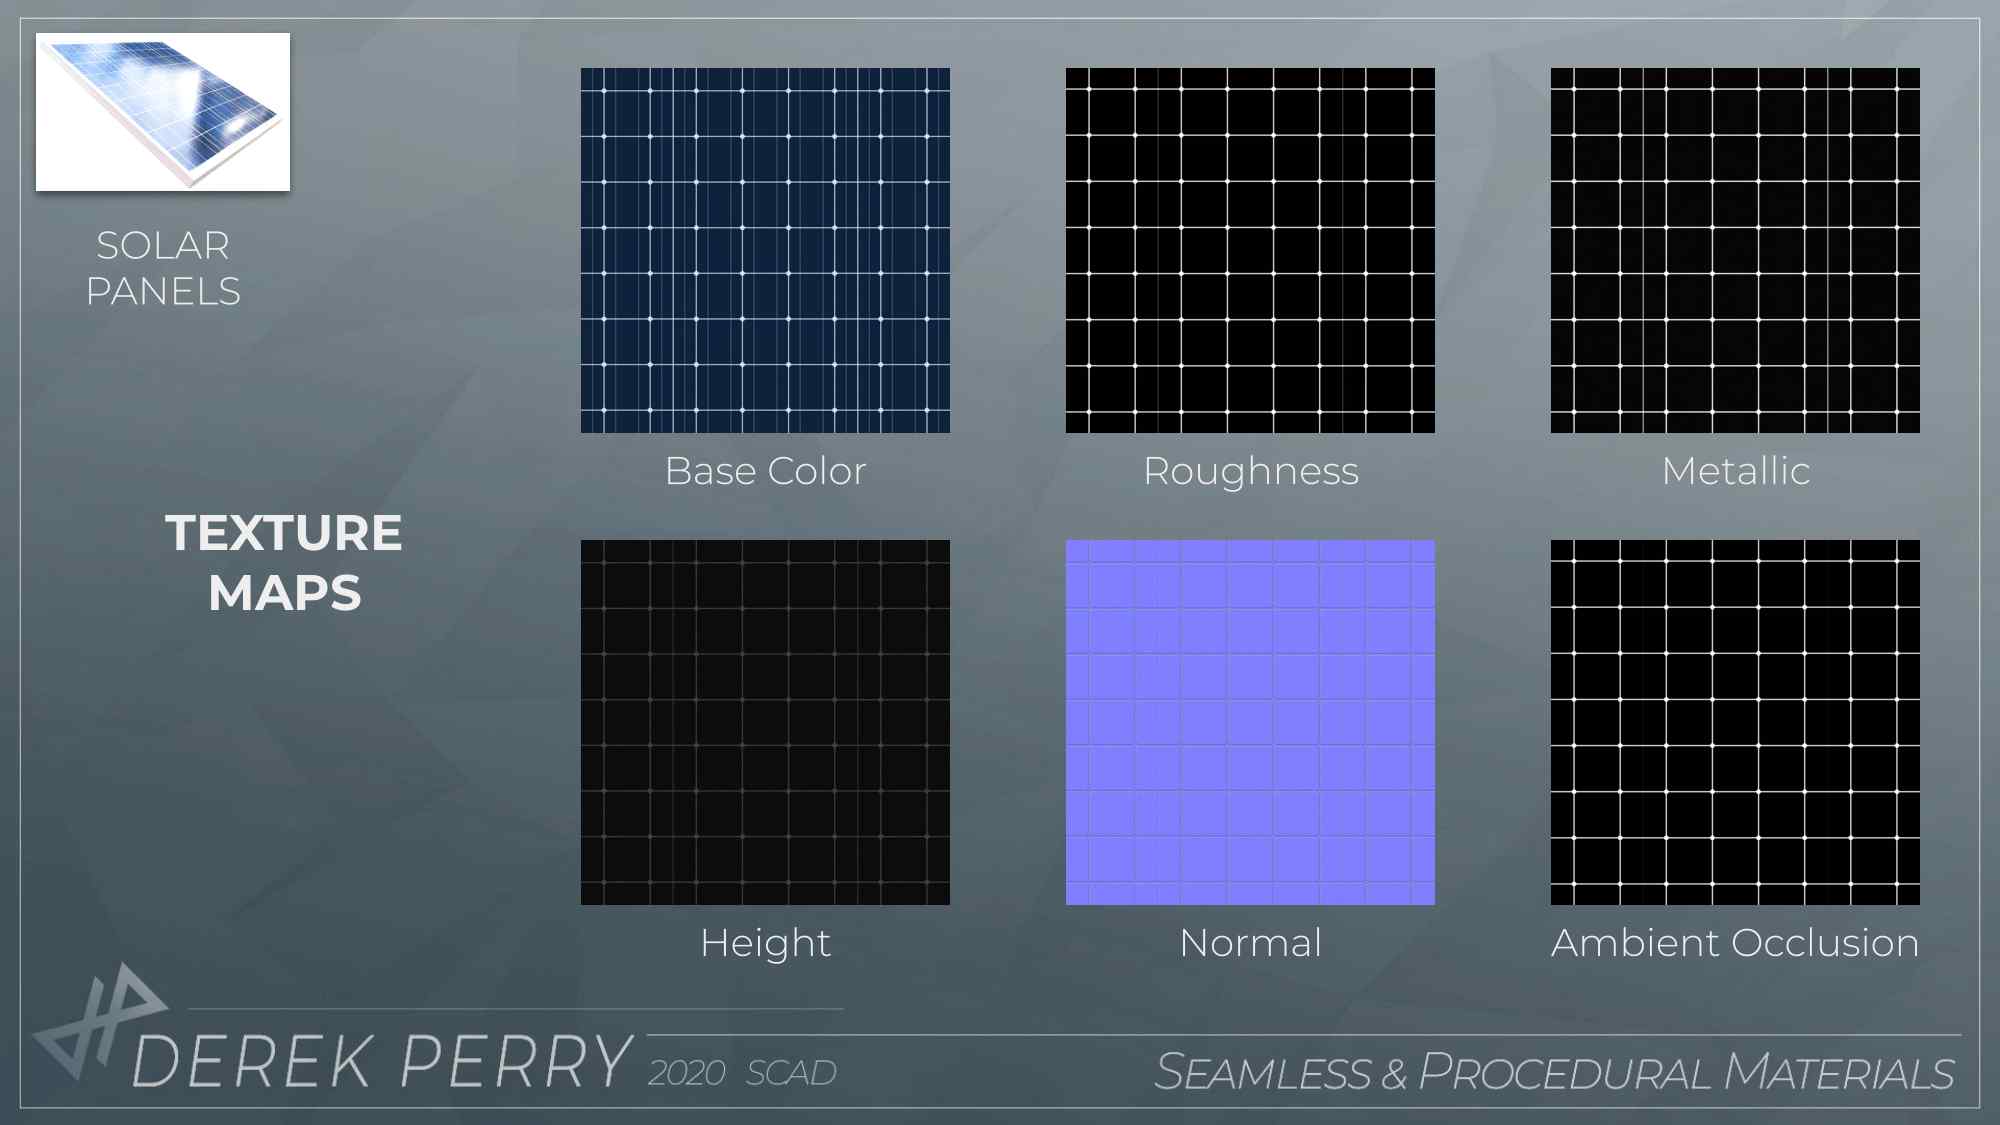 SOLAR
PANELS
TEXTURE
MAPS
Base Color
Roughness
Metallic
Height
Normal
Ambient Occlusion
DEREK PERRY 2020 SCAD
SEAMLESS & PROCEDURAL MATERIALS